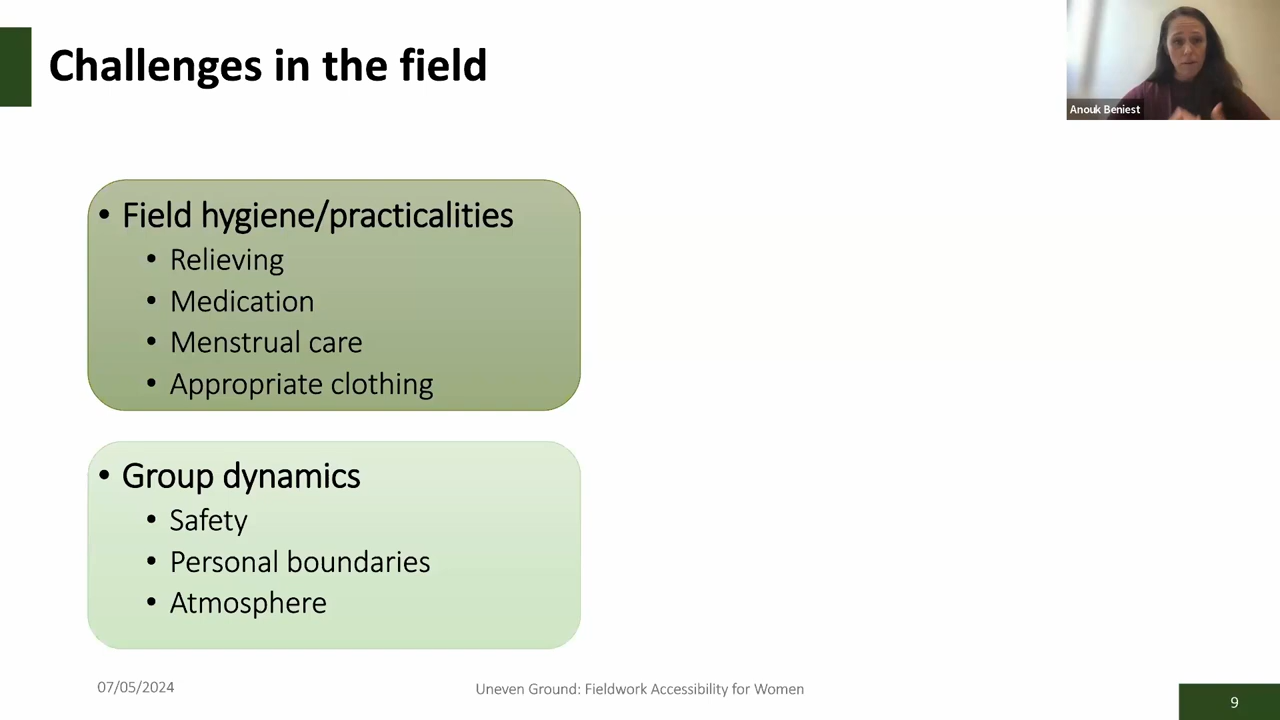 Challenges in the field
Anouk Beniest
• Field hygiene/practicalities
• Relieving
• Medication
• Menstrual care
• Appropriate clothing
• Group dynamics
• Safety
• Personal boundaries
• Atmosphere
07/05/2024
Uneven Ground: Fieldwork Accessibility for Women
9